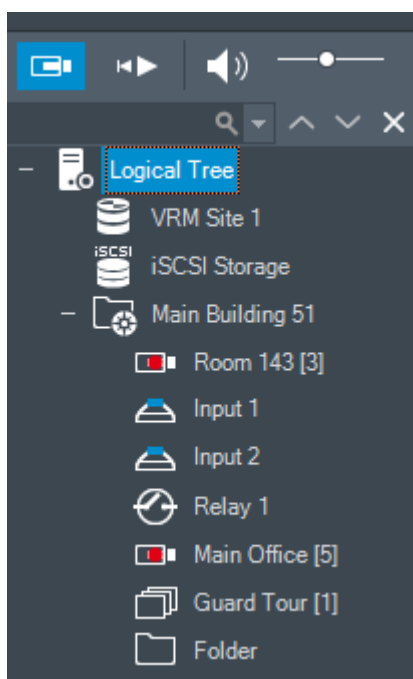 Logical Tree
VRM Site 1
iSCSI
iSCSI Storage
Main Building 51
Room 143 [3]
Input 1
Input 2
Relay 1
Main Office [5]
Guard Tour [1]
Folder